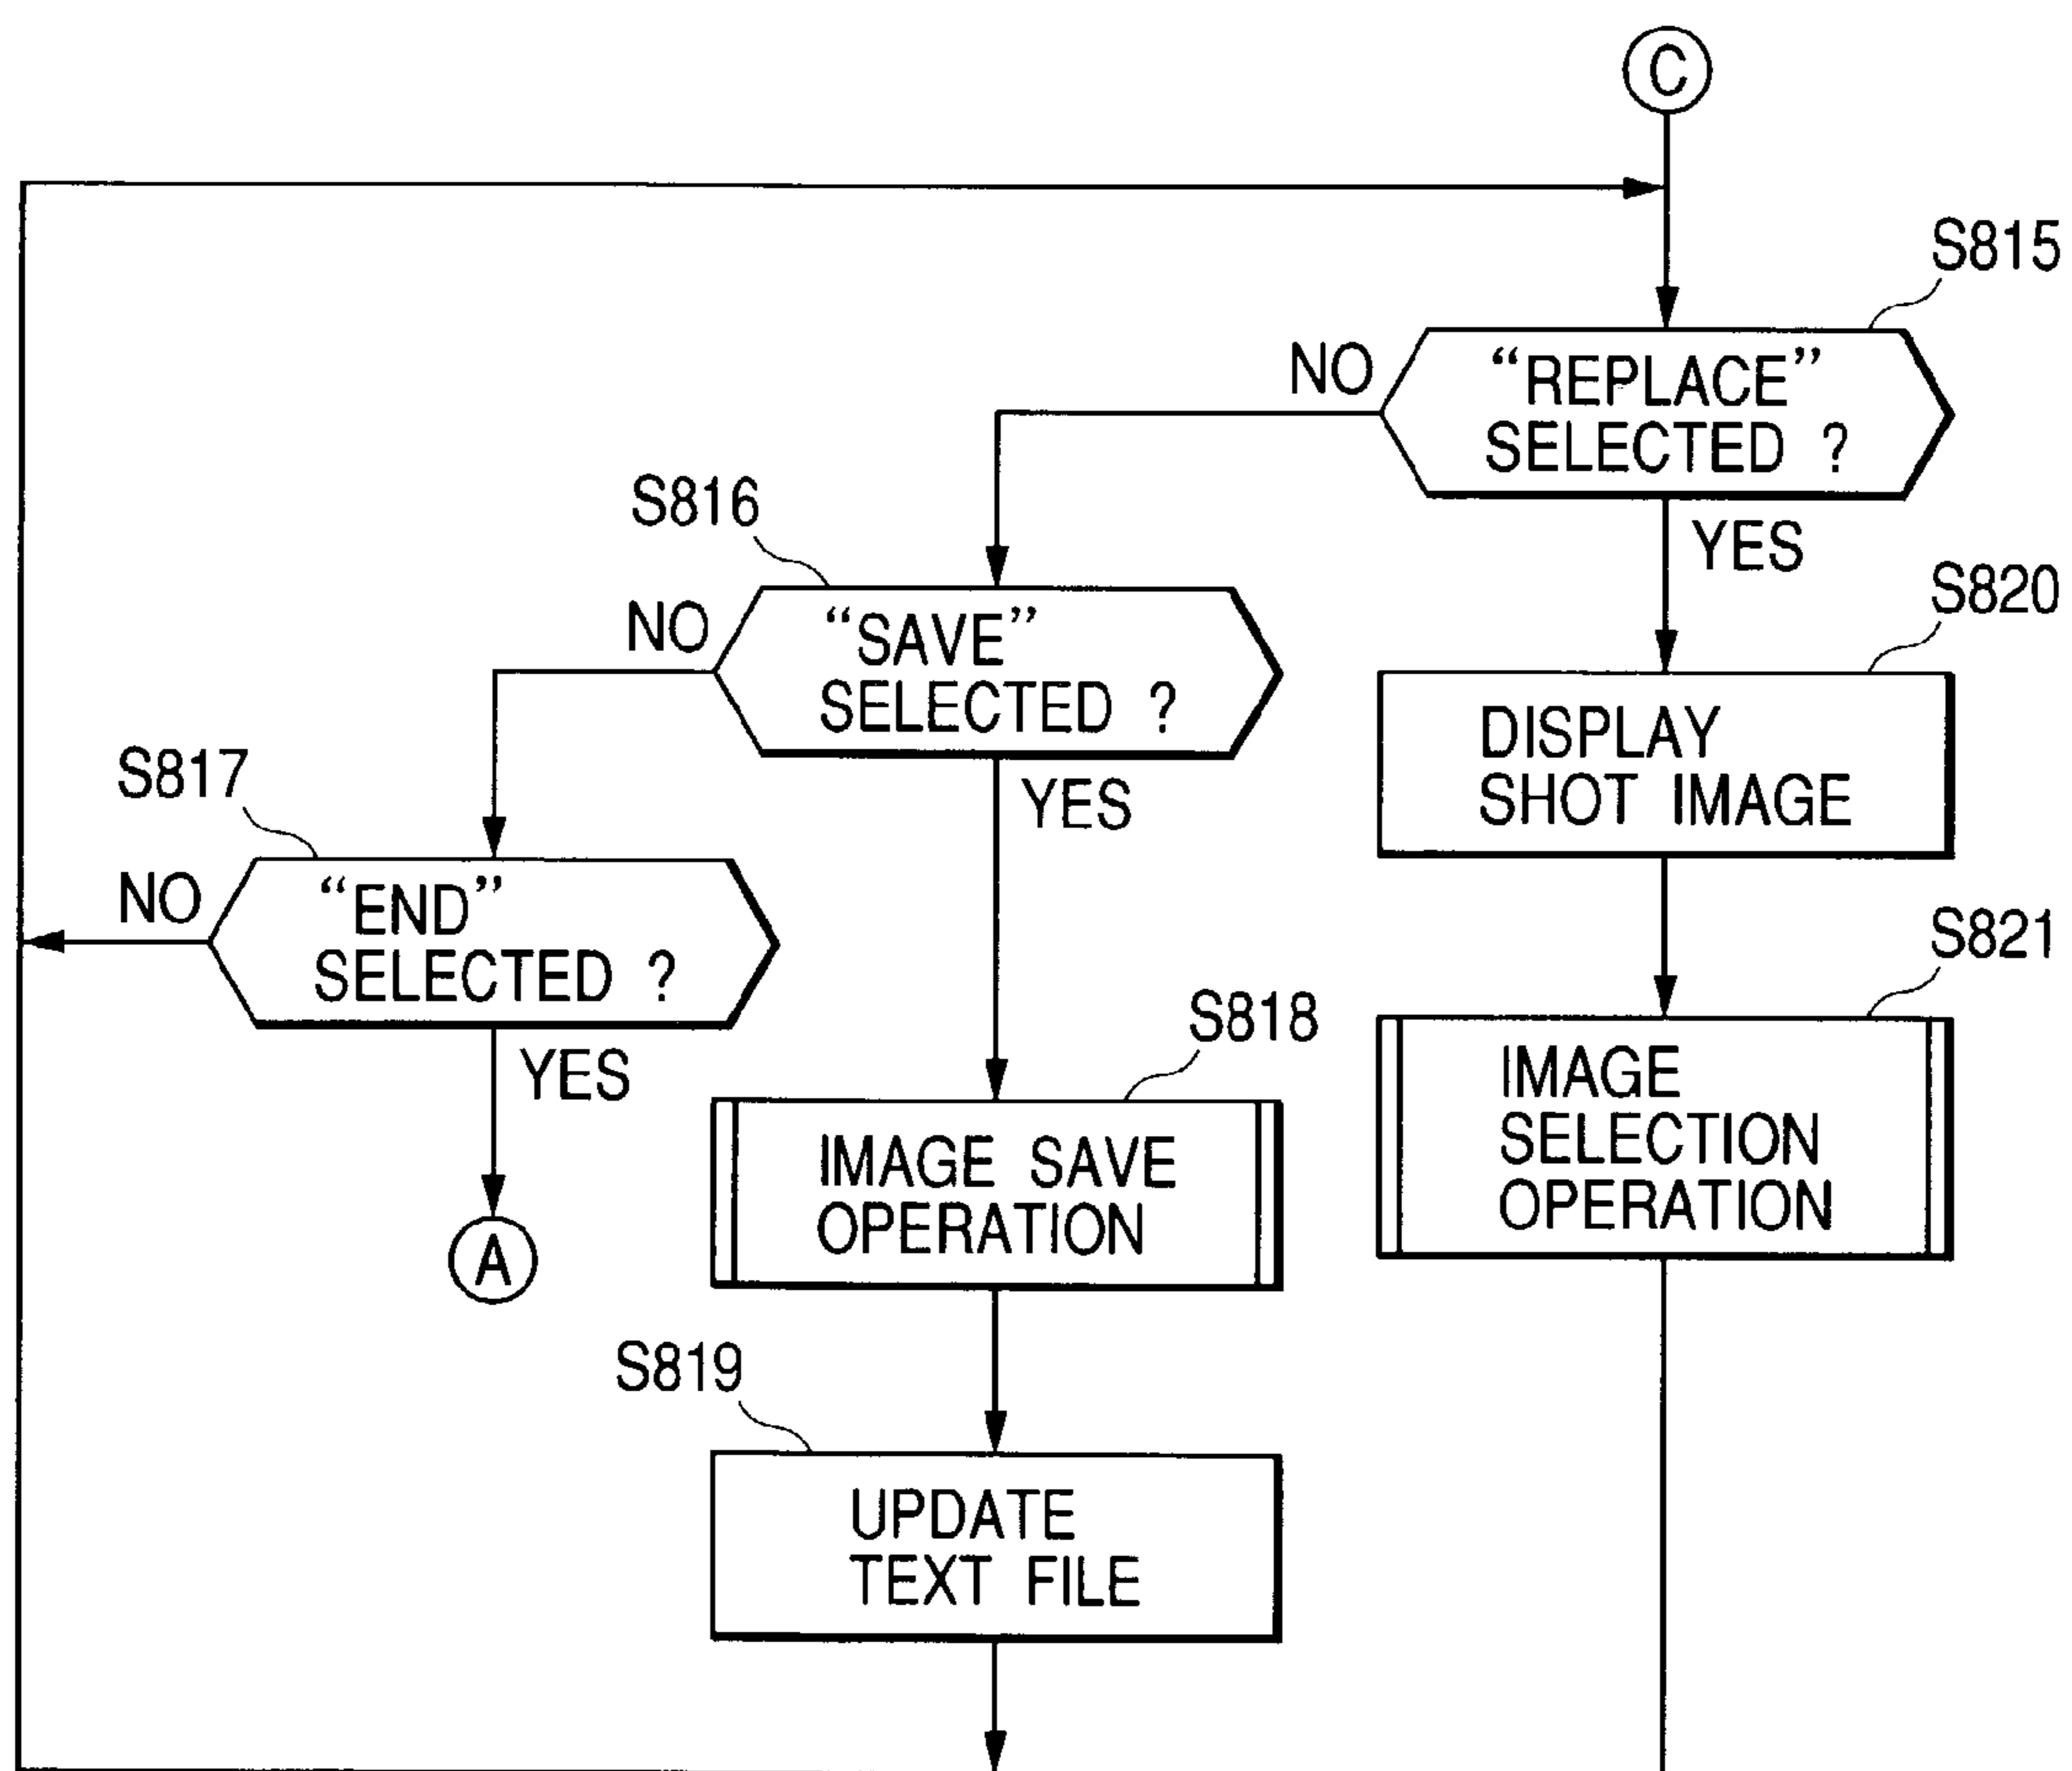 C
S815
NO
“REPLACE”
SELECTED ?
YES
S816
NO
“SAVE”
SELECTED ?
YES
S820
DISPLAY
SHOT IMAGE
S817
NO
“END”
SELECTED ?
YES
A
S818
IMAGE SAVE
OPERATION
S821
IMAGE
SELECTION
OPERATION
S819
UPDATE
TEXT FILE